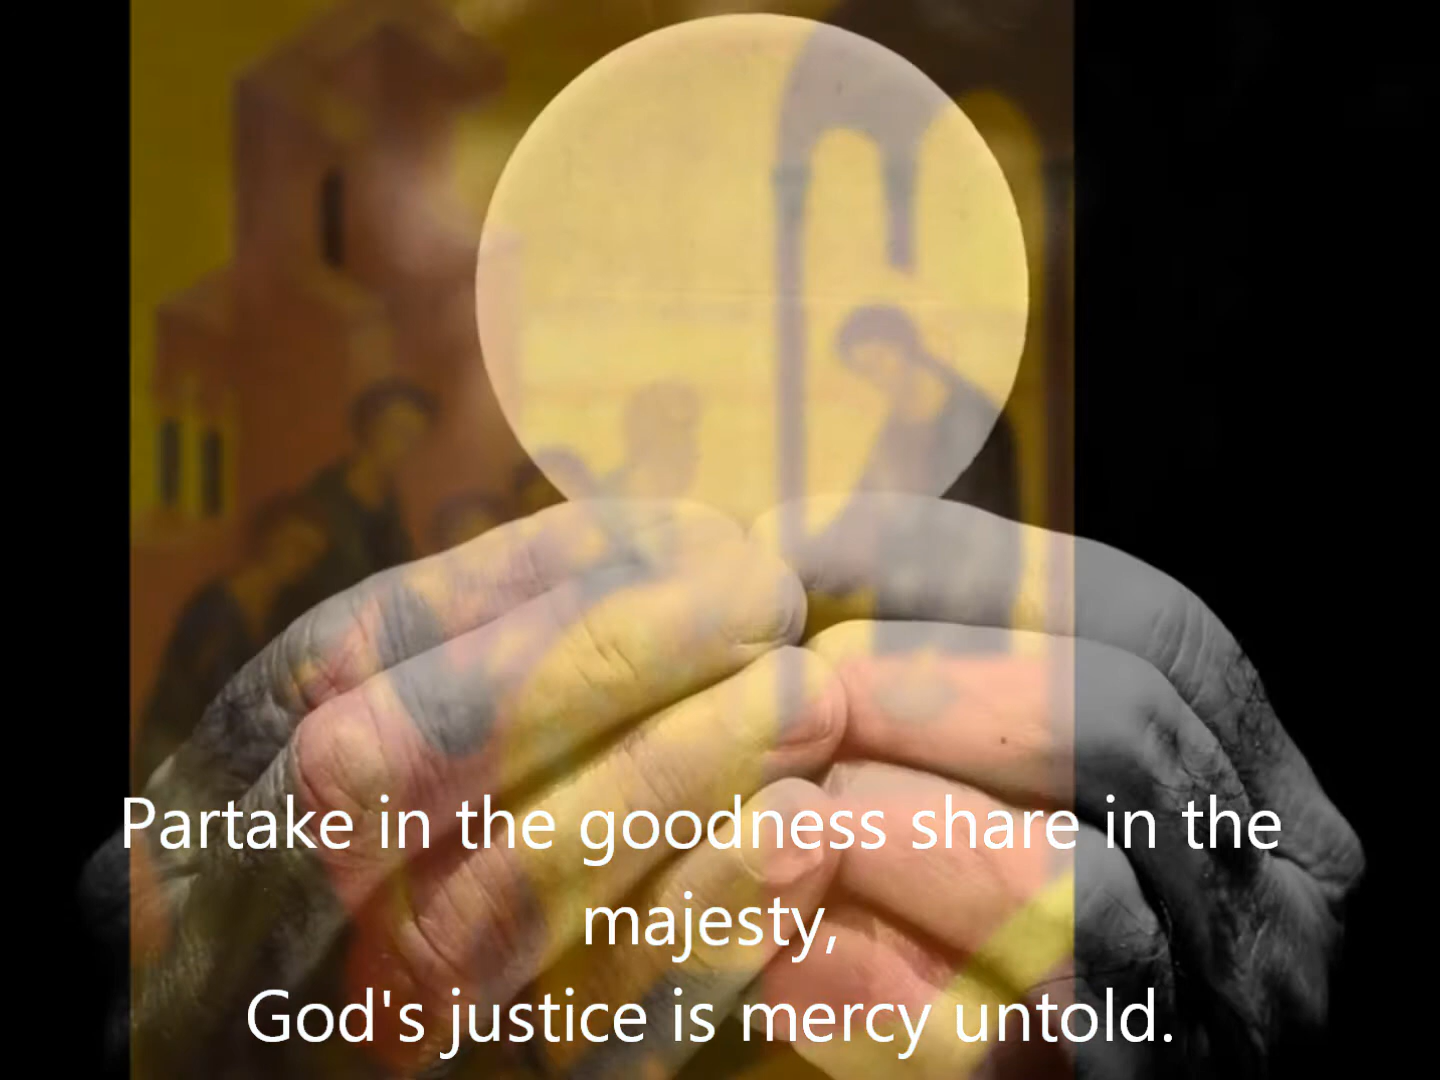 Partake in the goodness share in the
majesty,
God's justice is mercy untold.